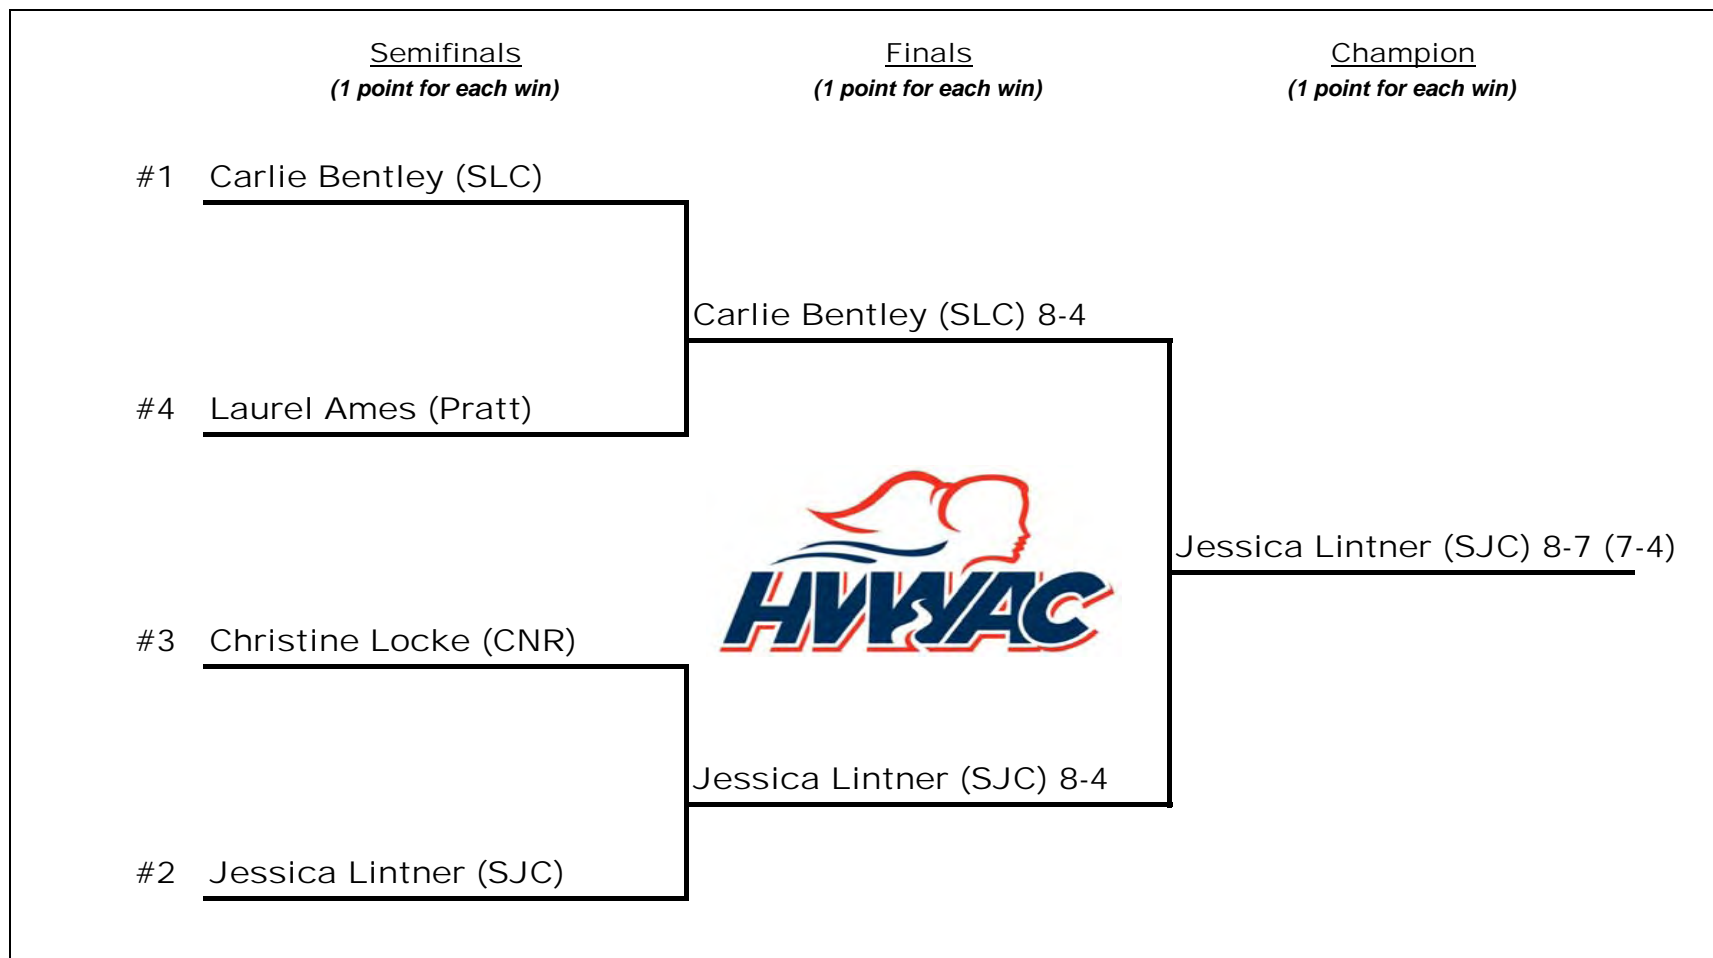 Semifinals
(1 point for each win)
Finals
(1 point for each win)
Champion
(1 point for each win)
#1 Carlie Bentley (SLC)
Carlie Bentley (SLC) 8-4
#4 Laurel Ames (Pratt)
HVWAC
Jessica Lintner (SJC) 8-7 (7-4)
#3 Christine Locke (CNR)
Jessica Lintner (SJC) 8-4
#2 Jessica Lintner (SJC)